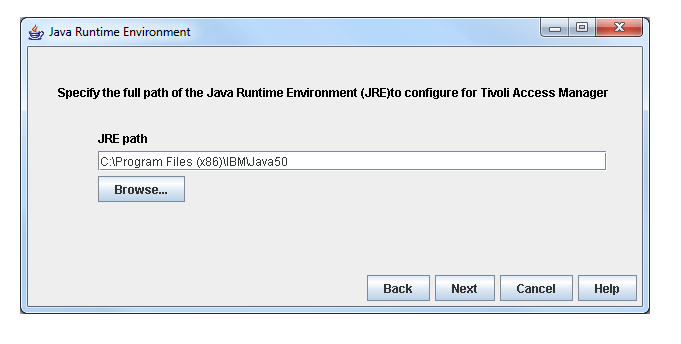 Java Runtime Environment
Specify the full path of the Java Runtime Environment (JRE)to configure for Tivoli Access Manager
JRE path
C:\Program Files (x86)\IBM\Java50
Browse...
Back Next Cancel Help